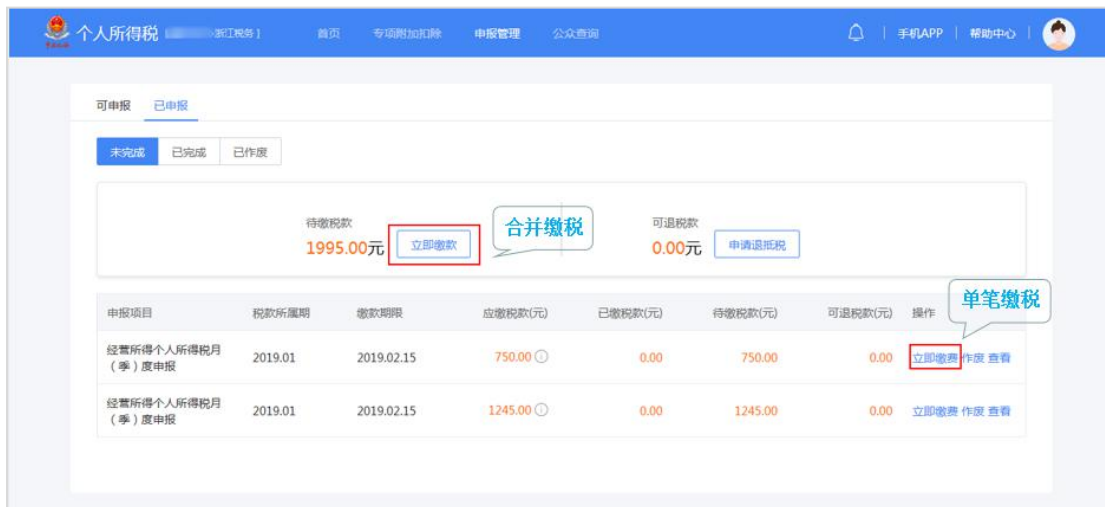 个人所得税 浙江税务] 首页 专项附加扣除 申报管理 公众查询 手机APP 帮助中心
可申报 已申报
未完成 已完成 已作废
待缴税款 可退税款
1995.00元 立即缴款 合并缴税 0.00元 申请退抵税
单笔缴税
申报项目 税款所属期 缴款期限 应缴税款(元) 已缴税款(元) 待缴税款(元) 可退税款(元) 操作
经营所得个人所得税月
(季)度申报 2019.01 2019.02.15 750.00 0.00 750.00 0.00 立即缴费 作废 查看
经营所得个人所得税月
(季)度申报 2019.01 2019.02.15 1245.00 0.00 1245.00 0.00 立即缴费 作废 查看